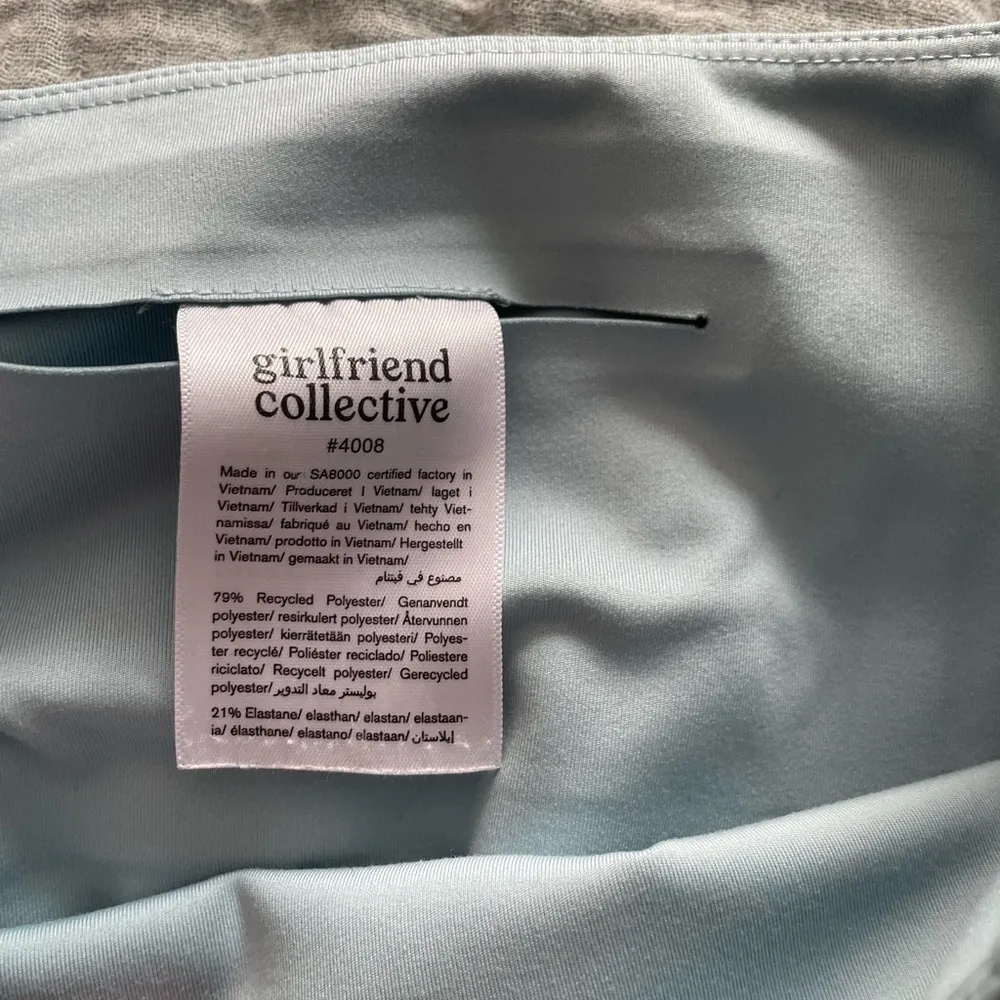 girlfriend
collective
#4008
Made in our SA8000 certified factory in
Vietnam/ Produceret I Vietnam/ laget i
Vietnam/ Tillverkad i Vietnam/ tehty Viet-
namissa/ fabriqué au Vietnam/ hecho en
Vietnam/ prodotto in Vietnam/ Hergestellt
in Vietnam/ gemaakt in Vietnam/
مصنوع في فيتنام
79% Recycled Polyester/ Genanvendt
polyester/ resirkulert polyester/ Återvunnen
polyester/ kierrätetään polyesteri/ Polyes-
ter recyclé/ Poliéster reciclado/ Poliestere
riciclato/ Recycelt polyester/ Gerecycled
polyester/ بوليستر معاد التدوير
21% Elastane/ elasthan/ elastan/ elastaan-
ia/ élasthane/ elastano/ elastaan/ إيلاستان